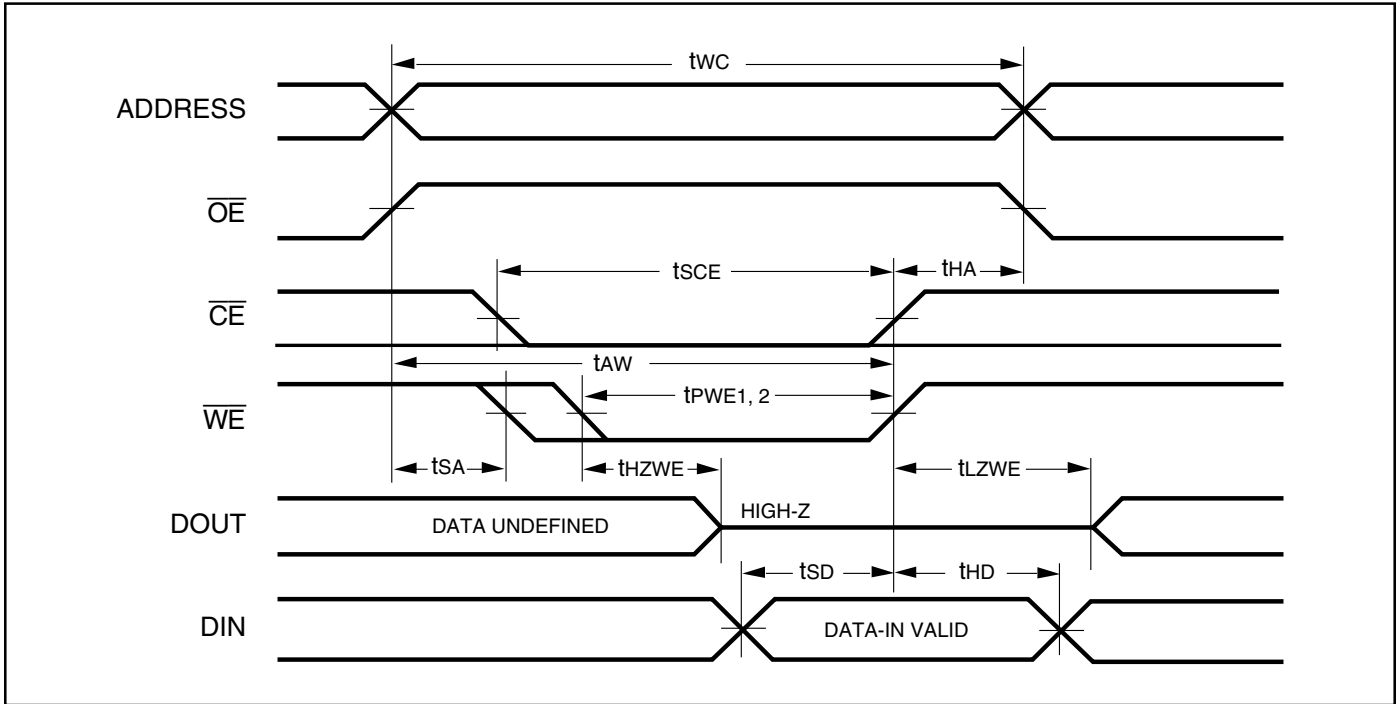 tWC
ADDRESS
OE
tSCE
tHA
CE
tAW
tPWE1, 2
WE
tSA
tHZWE
tLZWE
HIGH-Z
DOUT
DATA UNDEFINED
tSD
tHD
DIN
DATA-IN VALID